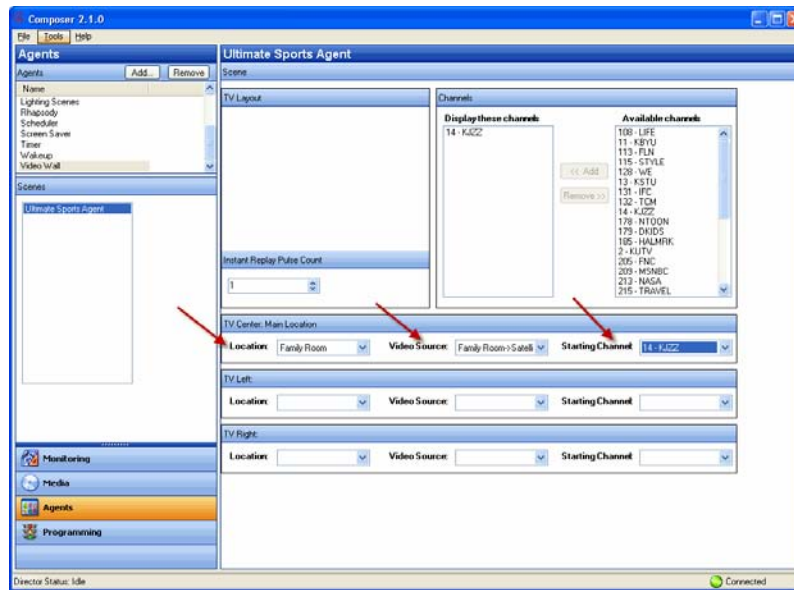 Composer 2.1.0
File Tools Help
Agents
Agents Add... Remove
Name
Lighting Scenes
Rhapsody
Scheduler
Screen Saver
Timer
Wakeup
Video Wall
Scenes
Ultimate Sports Agent
Monitoring
Media
Agents
Programming
Ultimate Sports Agent
Scene
TV Layout
Instant Replay Pulse Count
1
Channels
Display these channels
14 - KJZZ
<< Add
Remove >>
Available channels
108 - LIFE
11 - KBYU
113 - FLN
115 - STYLE
128 - WE
13 - KSTU
131 - IFC
132 - TCM
14 - KJZZ
178 - NTOON
179 - DKIDS
185 - HALMRK
2 - KUTV
205 - FNC
209 - MSNBC
213 - NASA
215 - TRAVEL
TV Center: Main Location
Location: Family Room Video Source: Family Room->Satelli Starting Channel: 14 - KJZZ
TV Left:
Location: Video Source: Starting Channel:
TV Right:
Location: Video Source: Starting Channel:
Director Status: Idle Connected